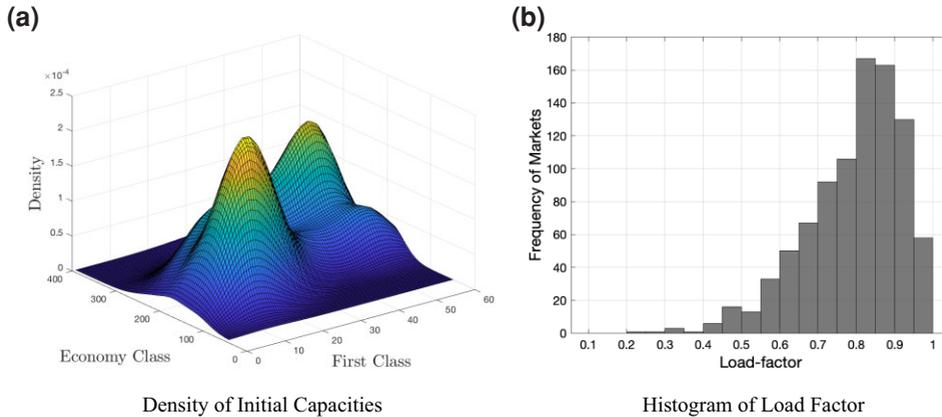 (a)
×10⁻⁴
2.5
2
1.5
1
0.5
0
Density
400
300
200
100
0
Economy Class
0
10
20
30
40
50
60
First Class
Density of Initial Capacities
(b)
180
160
140
120
100
80
60
40
20
0
Frequency of Markets
0.1 0.2 0.3 0.4 0.5 0.6 0.7 0.8 0.9 1
Load-factor
Histogram of Load Factor